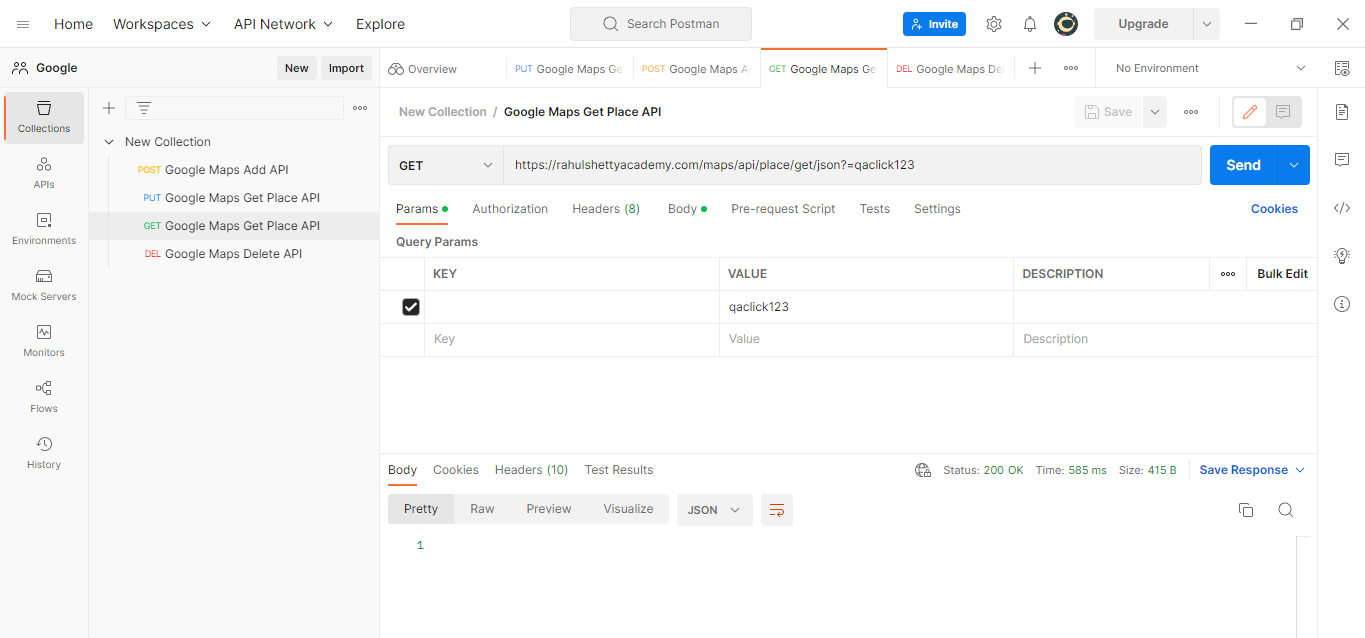 Home Workspaces API Network Explore Search Postman Invite Upgrade
Google New Import Overview PUT Google Maps Ge POST Google Maps A GET Google Maps Ge DEL Google Maps De No Environment
Collections
APIs
Environments
Mock Servers
Monitors
Flows
History
New Collection
POST Google Maps Add API
PUT Google Maps Get Place API
GET Google Maps Get Place API
DEL Google Maps Delete API
New Collection / Google Maps Get Place API Save
GET https://rahulshettyacademy.com/maps/api/place/get/json?=qaclick123 Send
Params Authorization Headers (8) Body Pre-request Script Tests Settings Cookies
Query Params
KEY VALUE DESCRIPTION Bulk Edit
qaclick123
Key Value Description
Body Cookies Headers (10) Test Results Status: 200 OK Time: 585 ms Size: 415 B Save Response
Pretty Raw Preview Visualize JSON
1